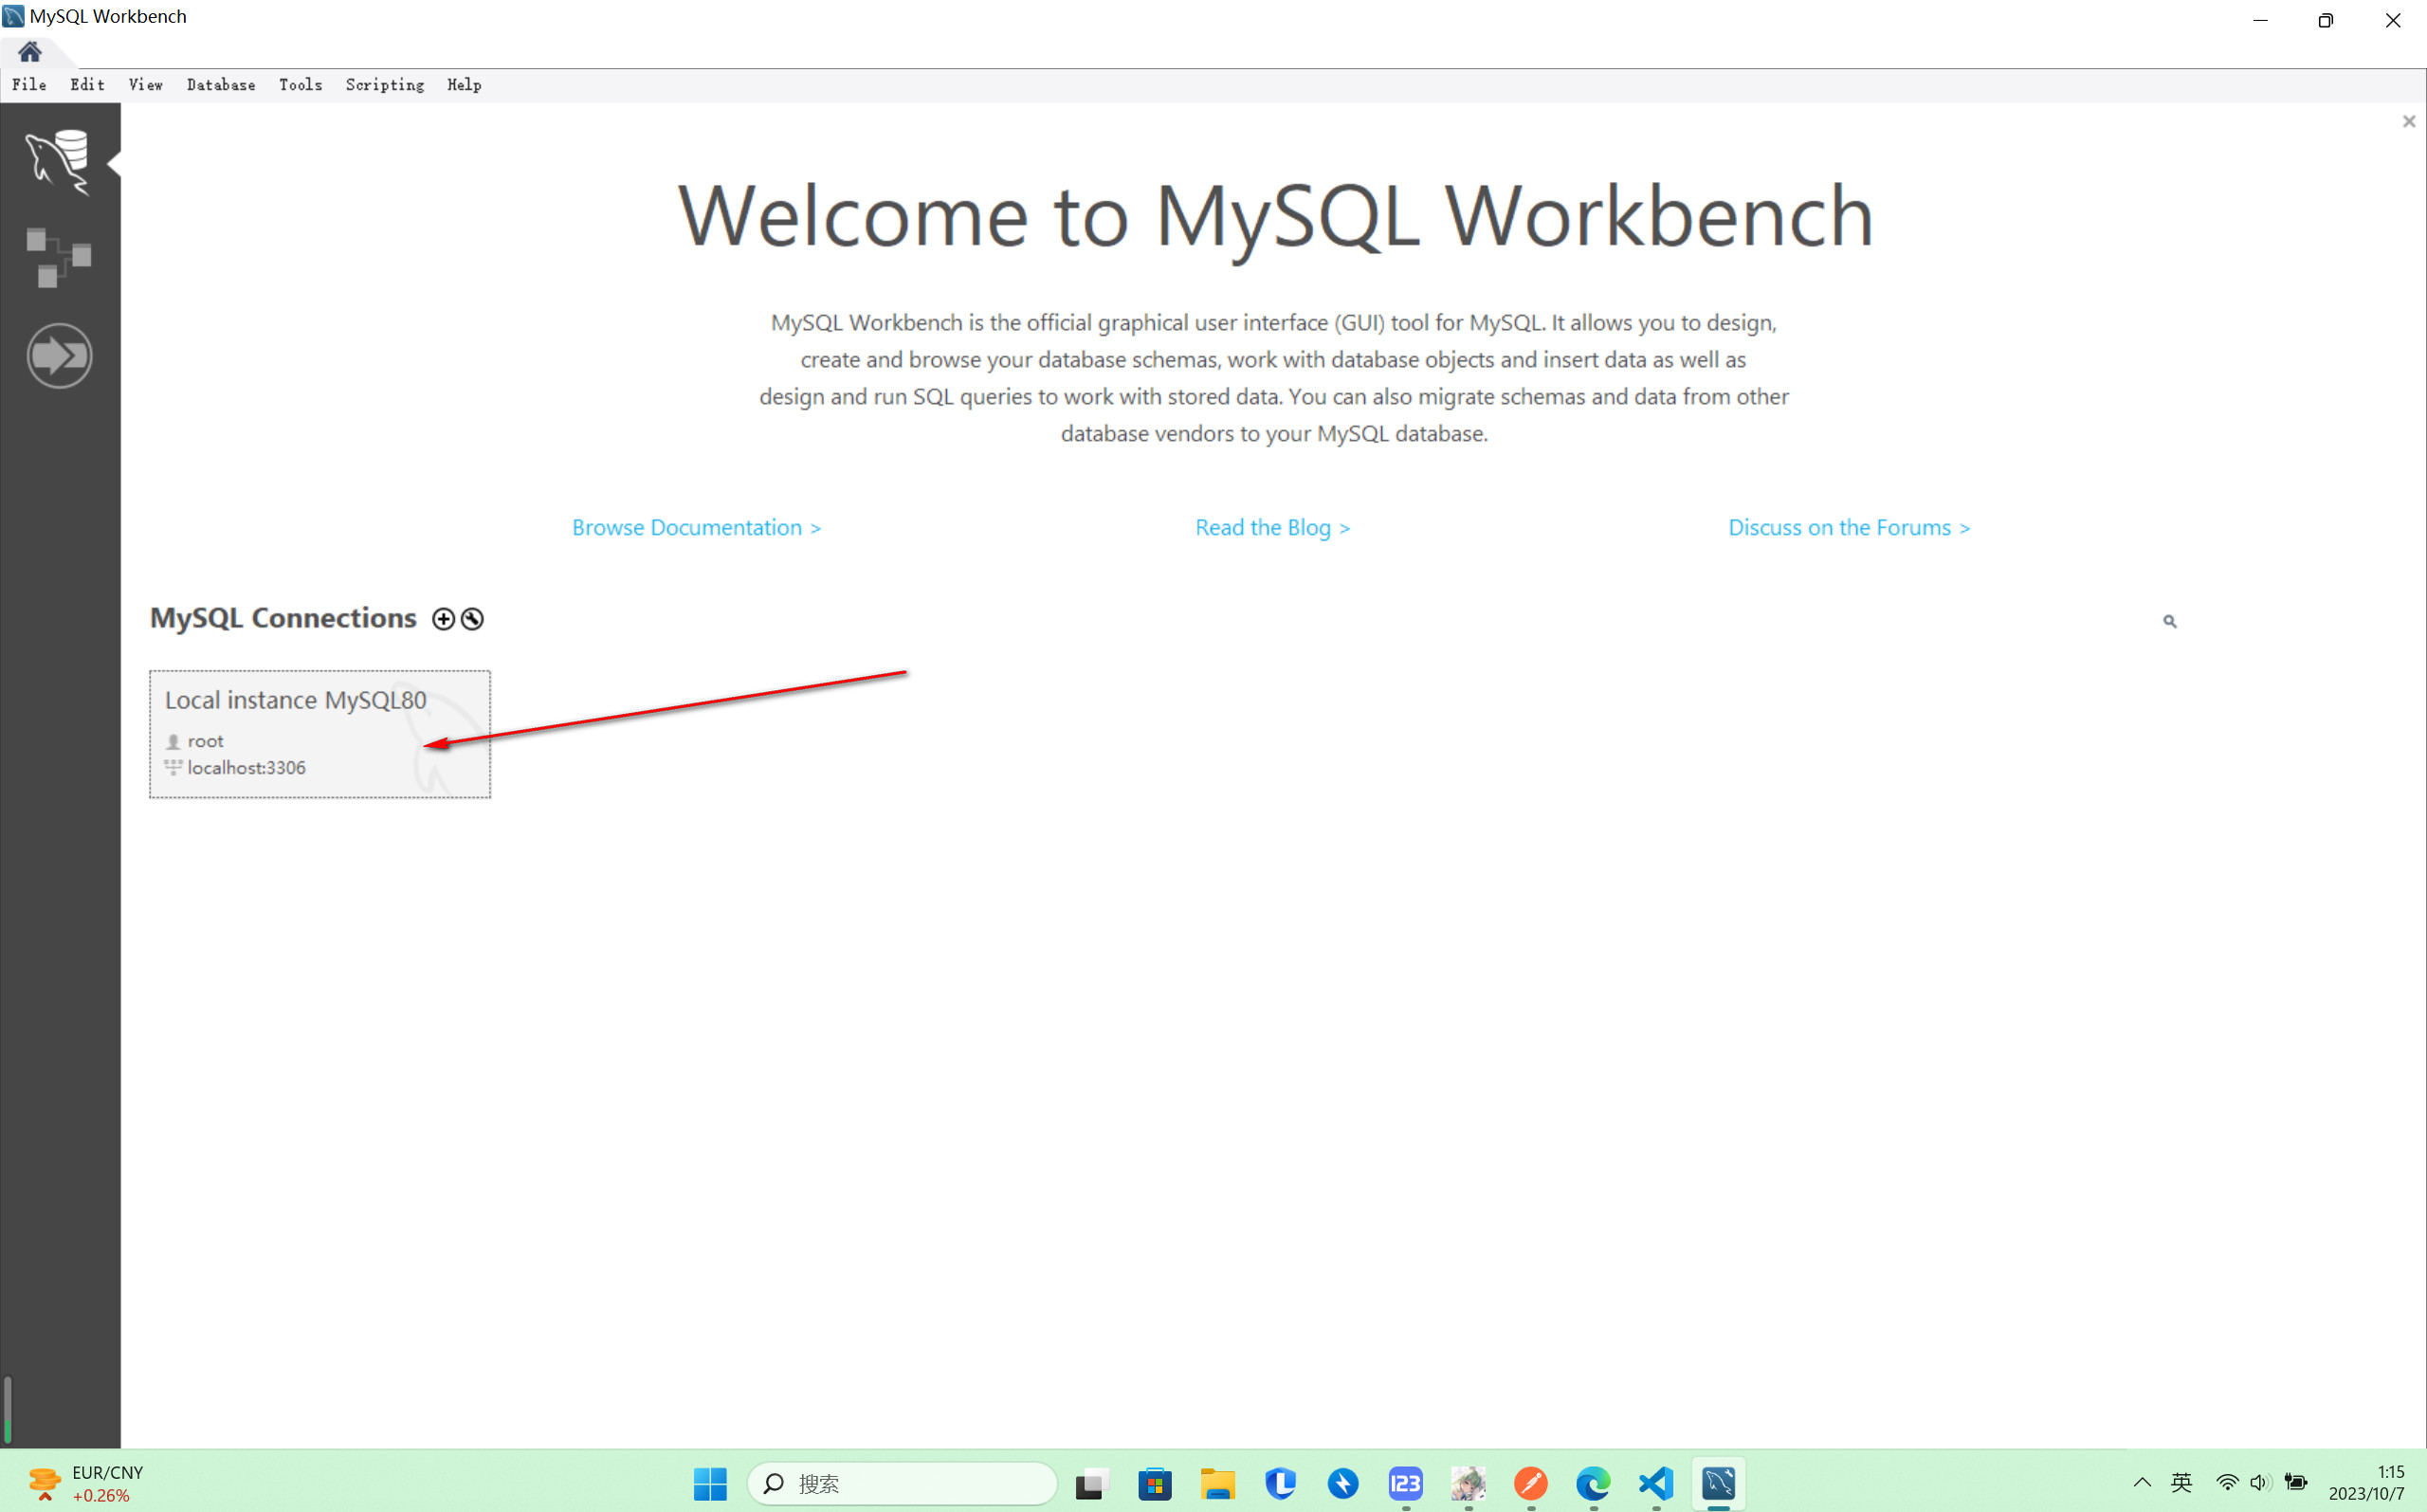 MySQL Workbench
File Edit View Database Tools Scripting Help
Welcome to MySQL Workbench
MySQL Workbench is the official graphical user interface (GUI) tool for MySQL. It allows you to design,
create and browse your database schemas, work with database objects and insert data as well as
design and run SQL queries to work with stored data. You can also migrate schemas and data from other
database vendors to your MySQL database.
Browse Documentation >
Read the Blog >
Discuss on the Forums >
MySQL Connections
Local instance MySQL80
root
localhost:3306
EUR/CNY
+0.26%
搜索
123
英
1:15
2023/10/7